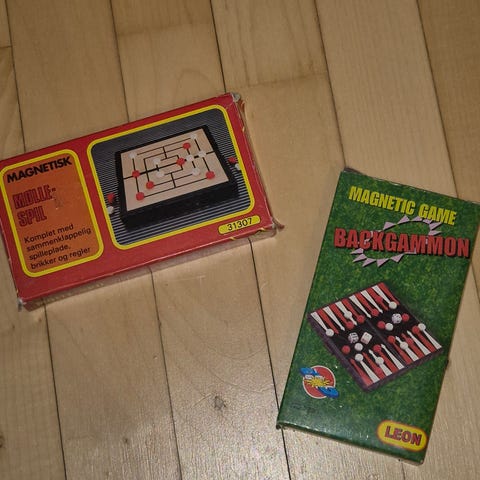 MAGNETISK
MØLLE-
SPIL
Komplet med
sammenklappelig
spilleplade,
brikker og regler
31307
MAGNETIC GAME
BACKGAMMON
LEON